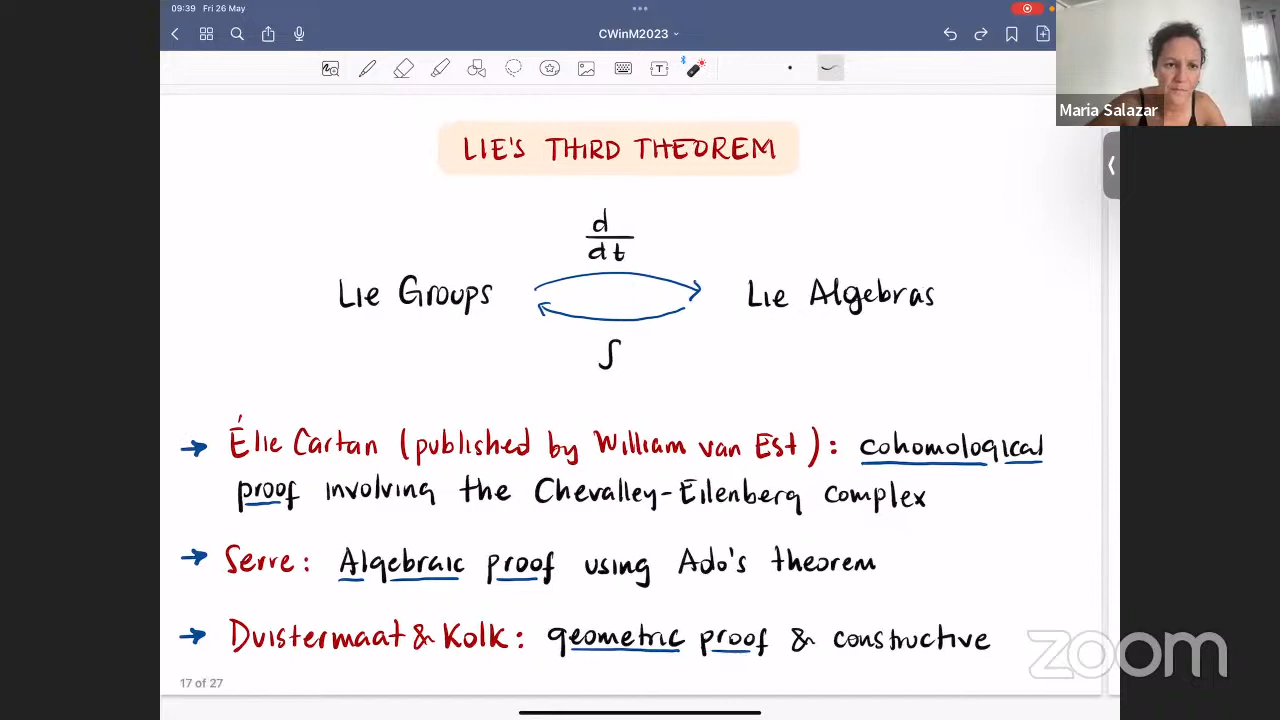 09:39 Fri 26 May
CWinM2023
Maria Salazar
LIE'S THIRD THEOREM
d
dt
Lie Groups
Lie Algebras
∫
→ Élie Cartan (published by William van Est): cohomological
proof involving the Chevalley-Eilenberg complex
→ Serre: Algebraic proof using Ado's theorem
→ Duistermaat & Kolk: geometric proof & constructive
zoom
17 of 27